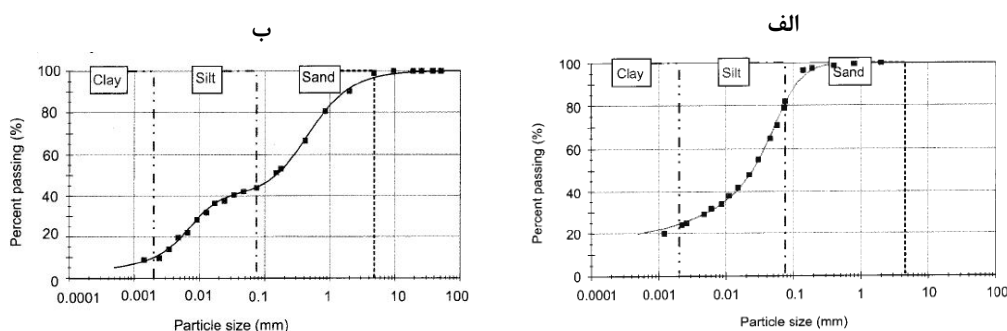 ب
Clay
Silt
Sand
100
80
60
40
20
0
Percent passing (%)
0.0001
0.001
0.01
0.1
1
10
100
Particle size (mm)
الف
Clay
Silt
Sand
100
80
60
40
20
0
Percent passing (%)
0.0001
0.001
0.01
0.1
1
10
100
Particle size (mm)